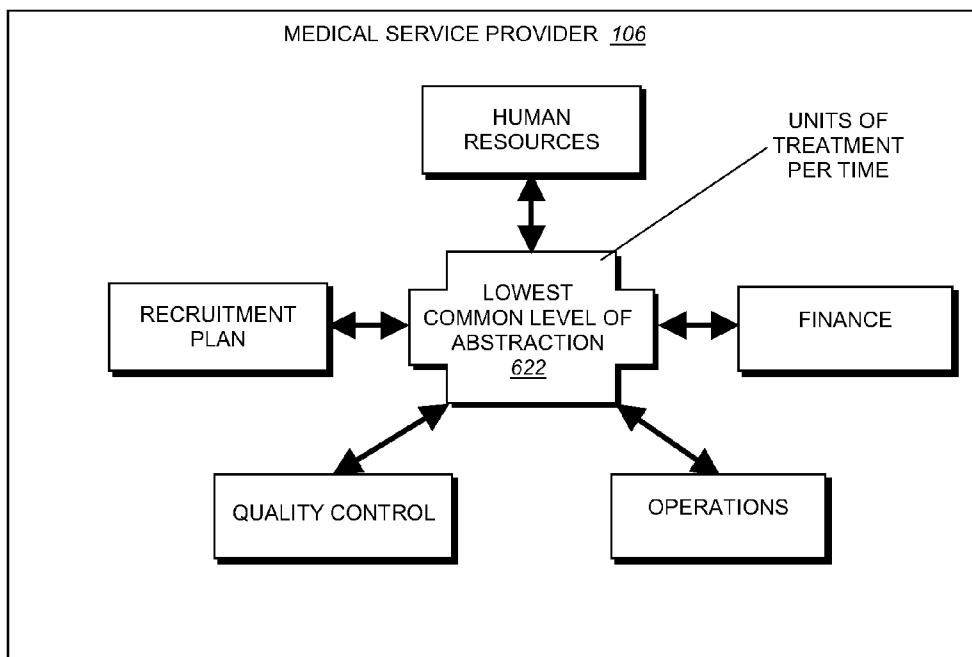 MEDICAL SERVICE PROVIDER 106
HUMAN
RESOURCES
UNITS OF
TREATMENT
PER TIME
RECRUITMENT
PLAN
LOWEST
COMMON LEVEL OF
ABSTRACTION
622
FINANCE
QUALITY CONTROL
OPERATIONS